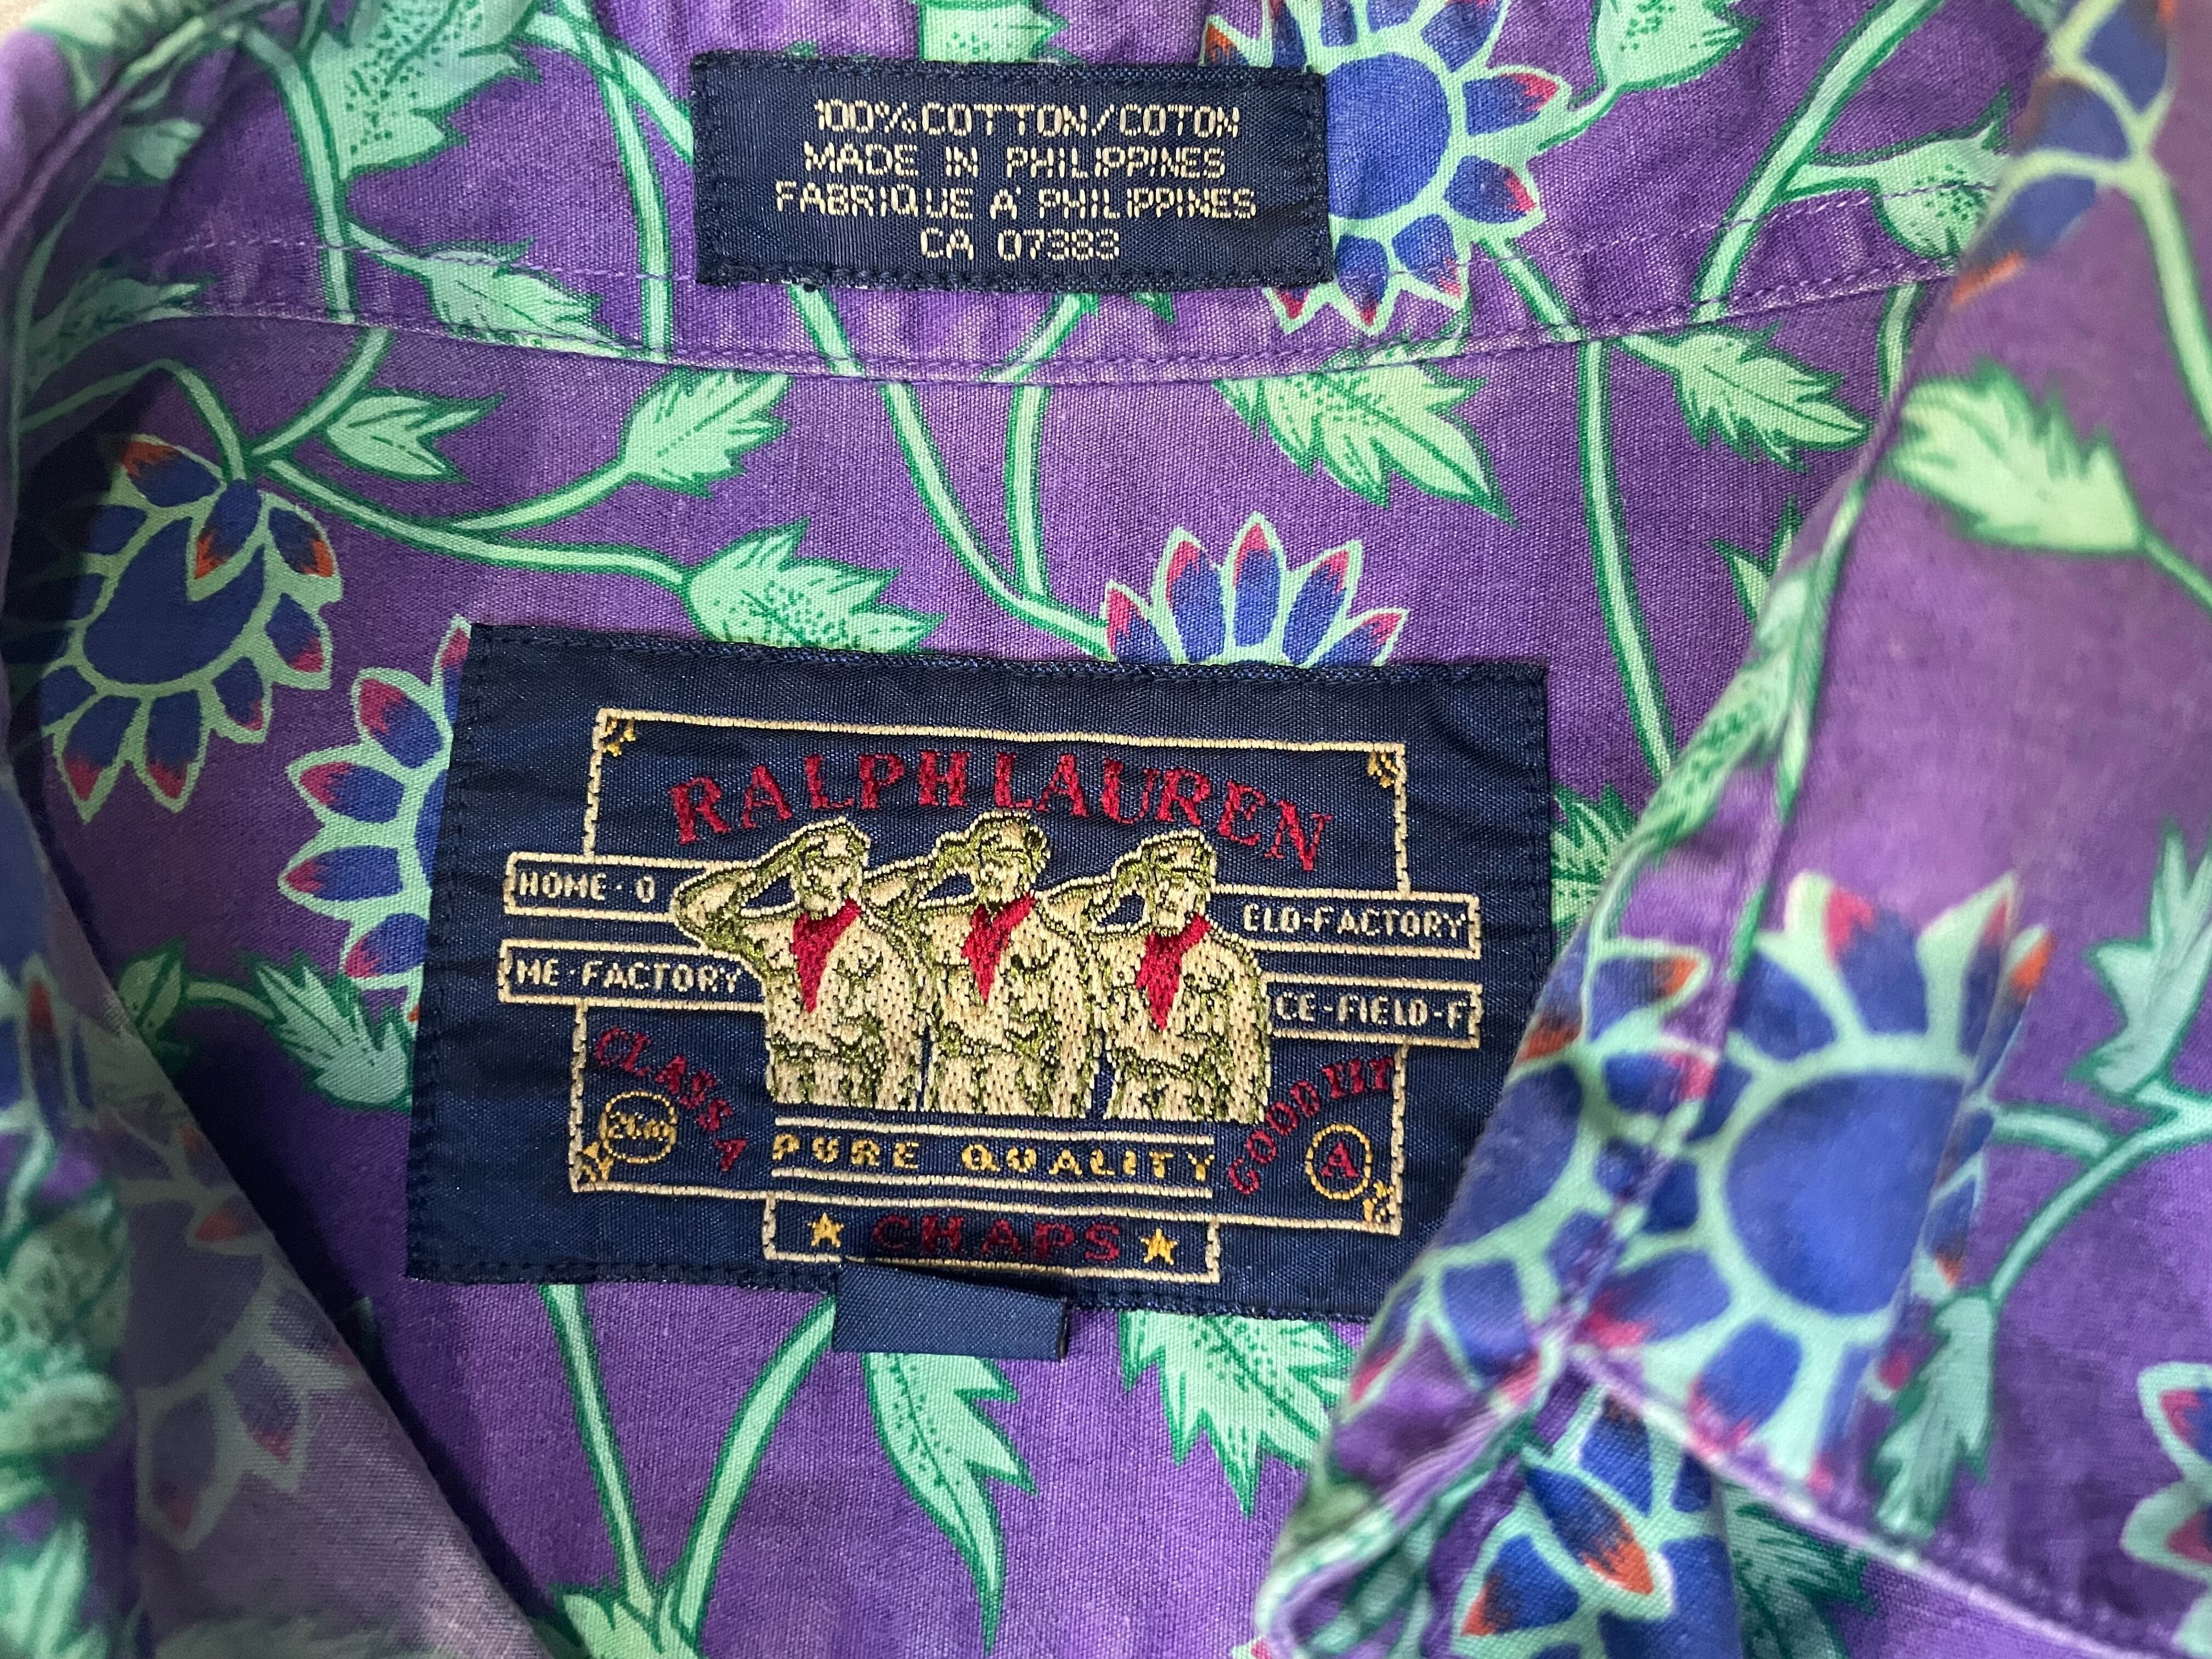 100% COTTON/COTON
MADE IN PHILIPPINES
FABRIQUE A' PHILIPPINES
CA 07383
RALPH LAUREN
HOME · O
ELD-FACTORY
ME · FACTORY
CE-FIELD-F
CLASS A
GOOD FIT
A
PURE QUALITY
CHAPS